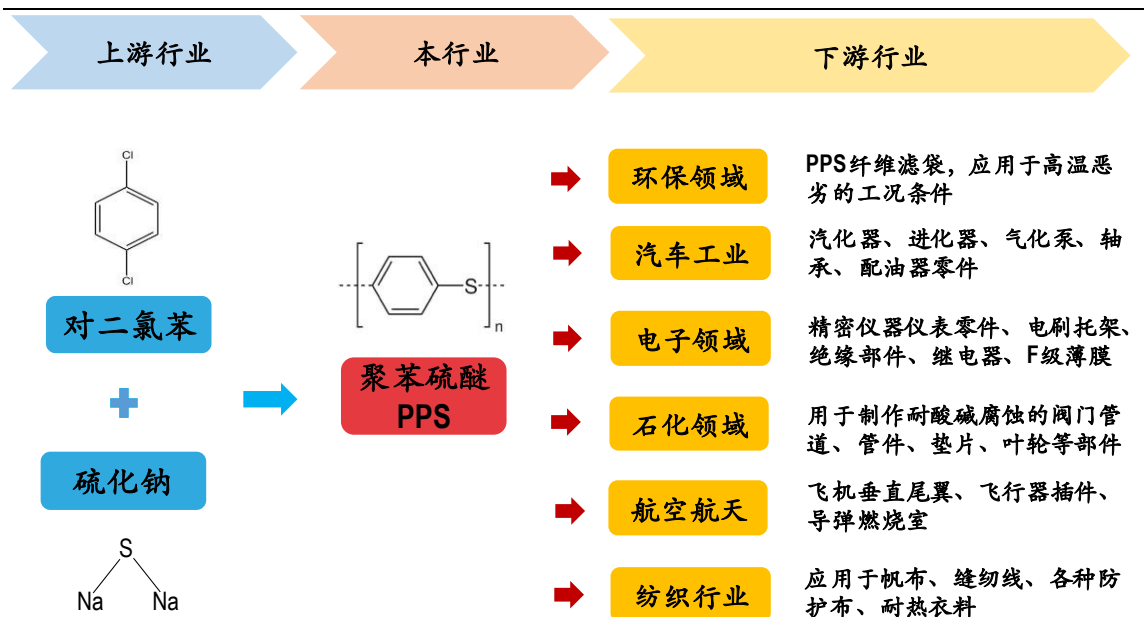 上游行业
本行业
下游行业
Cl
Cl
对二氯苯
硫化钠
S
Na Na
S
n
聚苯硫醚
PPS
环保领域
PPS纤维滤袋，应用于高温恶
劣的工况条件
汽车工业
汽化器、进化器、气化泵、轴
承、配油器零件
电子领域
精密仪器仪表零件、电刷托架、
绝缘部件、继电器、F级薄膜
石化领域
用于制作耐酸碱腐蚀的阀门管
道、管件、垫片、叶轮等部件
航空航天
飞机垂直尾翼、飞行器插件、
导弹燃烧室
纺织行业
应用于帆布、缝纫线、各种防
护布、耐热衣料